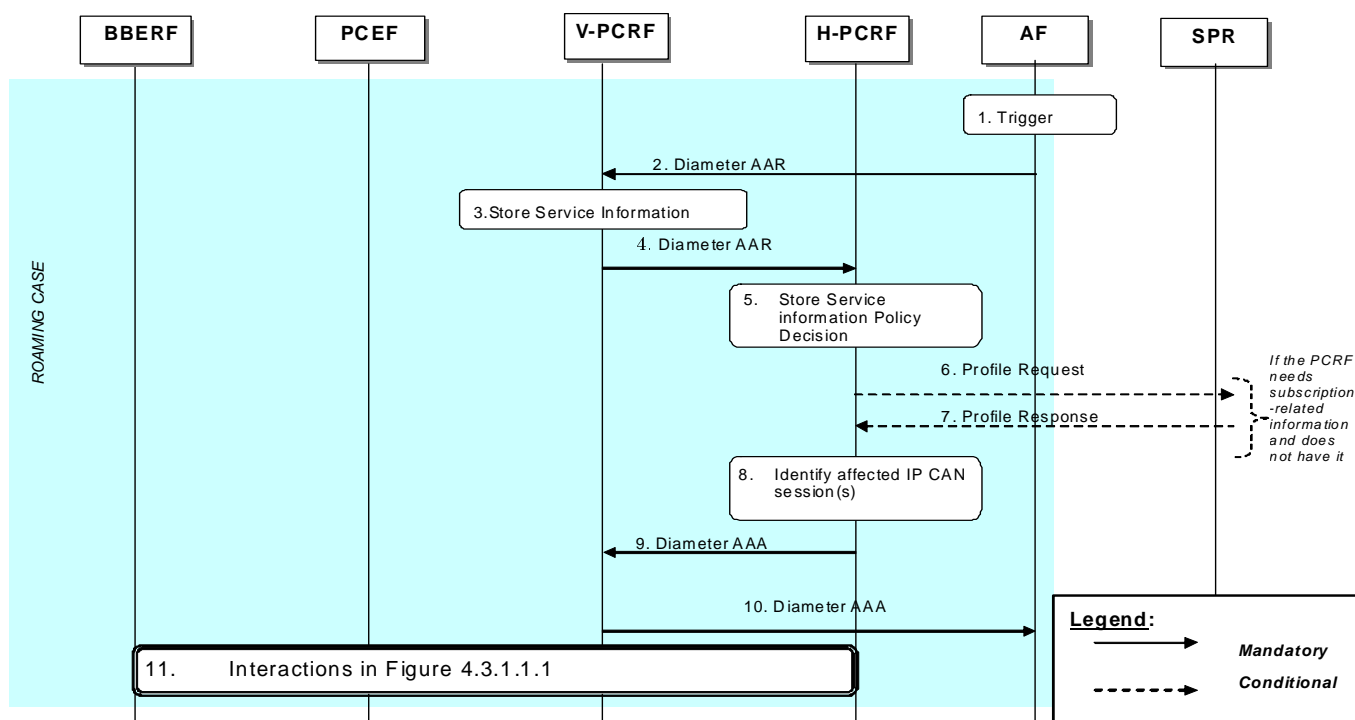 BBERF PCEF V-PCRF H-PCRF AF SPR
1. Trigger
2. Diameter AAR
3.Store Service Information
4. Diameter AAR
ROAMING CASE
5. Store Service
information Policy
Decision
6. Profile Request
7. Profile Response
If the PCRF
needs
subscription
-related
information
and does
not have it
8. Identify affected IP CAN
session(s)
9. Diameter AAA
10. Diameter AAA
11. Interactions in Figure 4.3.1.1.1
Legend:
Mandatory
Conditional